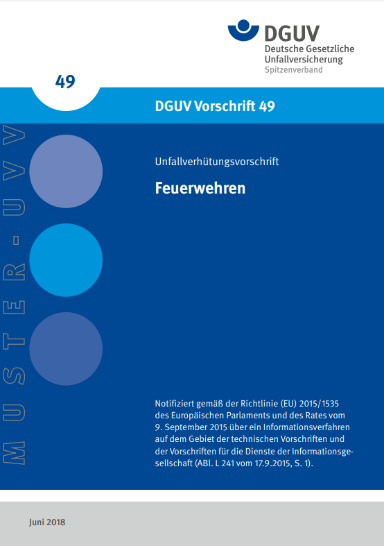 DGUV
Deutsche Gesetzliche
Unfallversicherung
Spitzenverband
49
DGUV Vorschrift 49
Unfallverhütungsvorschrift
Feuerwehren
MUSTER-UVV
Notifiziert gemäß der Richtlinie (EU) 2015/1535
des Europäischen Parlaments und des Rates vom
9. September 2015 über ein Informationsverfahren
auf dem Gebiet der technischen Vorschriften und
der Vorschriften für die Dienste der Informationsge-
sellschaft (ABl. L 241 vom 17.9.2015, S. 1).
Juni 2018